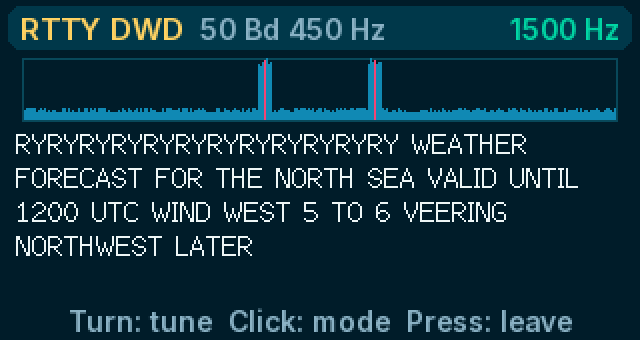 RTTY DWD 50 Bd 450 Hz 1500 Hz
RYRYRYRYRYRYRYRYRYRYRYRY WEATHER
FORECAST FOR THE NORTH SEA VALID UNTIL
1200 UTC WIND WEST 5 TO 6 VEERING
NORTHWEST LATER
Turn: tune Click: mode Press: leave